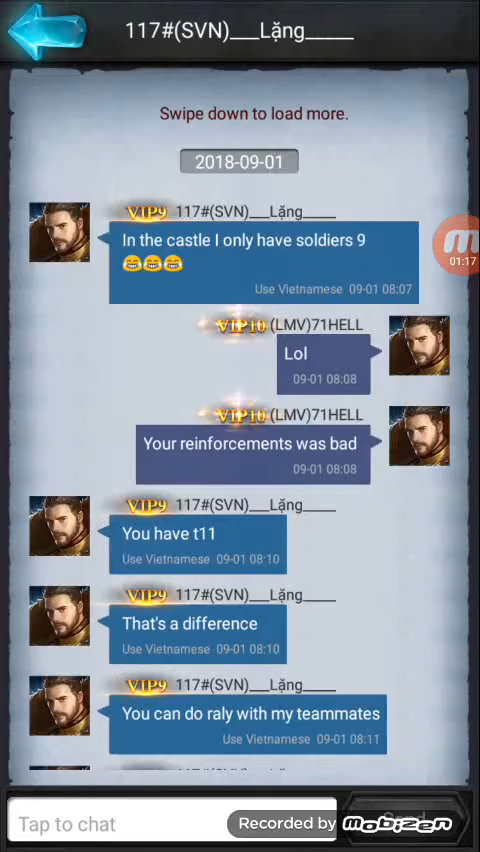 117#(SVN)___Lặng_____
Swipe down to load more.
2018-09-01
VIP9 117#(SVN)___Lặng_____
In the castle I only have soldiers 9
😂😂😂
Use Vietnamese 09-01 08:07
01:17
VIP10 (LMV)71HELL
Lol
09-01 08:08
VIP10 (LMV)71HELL
Your reinforcements was bad
09-01 08:08
VIP9 117#(SVN)___Lặng_____
You have t11
Use Vietnamese 09-01 08:10
VIP9 117#(SVN)___Lặng_____
That's a difference
Use Vietnamese 09-01 08:10
VIP9 117#(SVN)___Lặng_____
You can do raly with my teammates
Use Vietnamese 09-01 08:11
Tap to chat
Recorded by mobizen